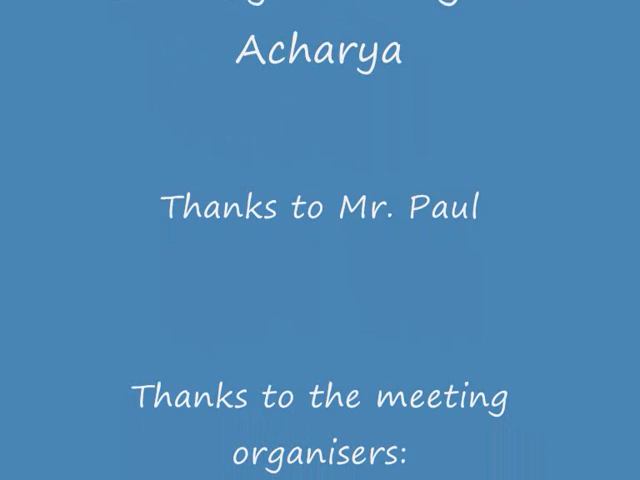 Acharya
Thanks to Mr. Paul
Thanks to the meeting
organisers: